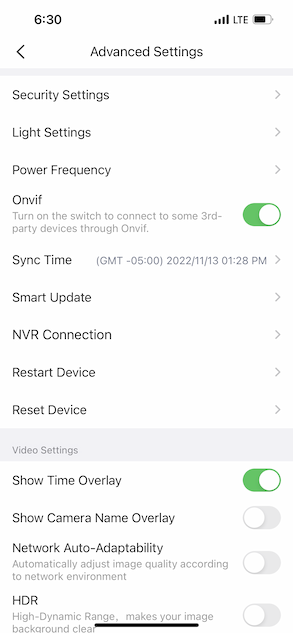 6:30 LTE
Advanced Settings
Security Settings
Light Settings
Power Frequency
Onvif
Turn on the switch to connect to some 3rd-
party devices through Onvif.
Sync Time (GMT -05:00) 2022/11/13 01:28 PM
Smart Update
NVR Connection
Restart Device
Reset Device
Video Settings
Show Time Overlay
Show Camera Name Overlay
Network Auto-Adaptability
Automatically adjust image quality according
to network environment
HDR
High-Dynamic Range，makes your image
background clear